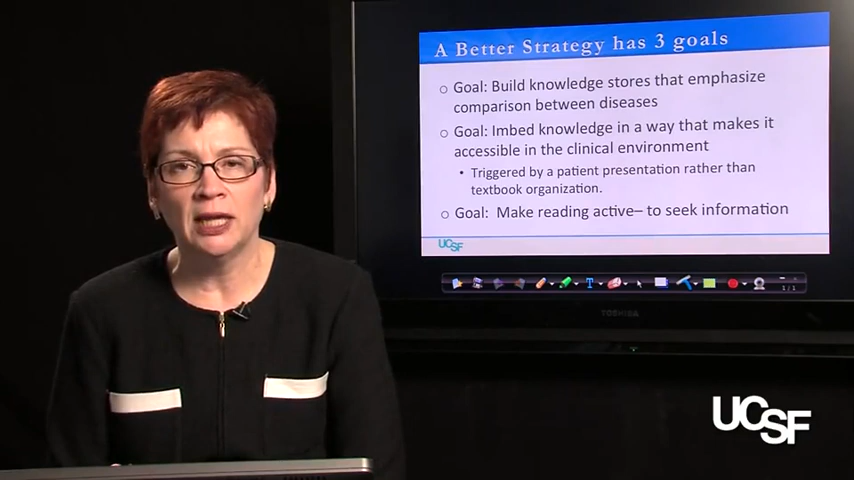 A Better Strategy has 3 goals
Goal: Build knowledge stores that emphasize
comparison between diseases
Goal: Imbed knowledge in a way that makes it
accessible in the clinical environment
Triggered by a patient presentation rather than
textbook organization.
Goal: Make reading active– to seek information
UCSF
T
1 / 1
TOSHIBA
UCSF